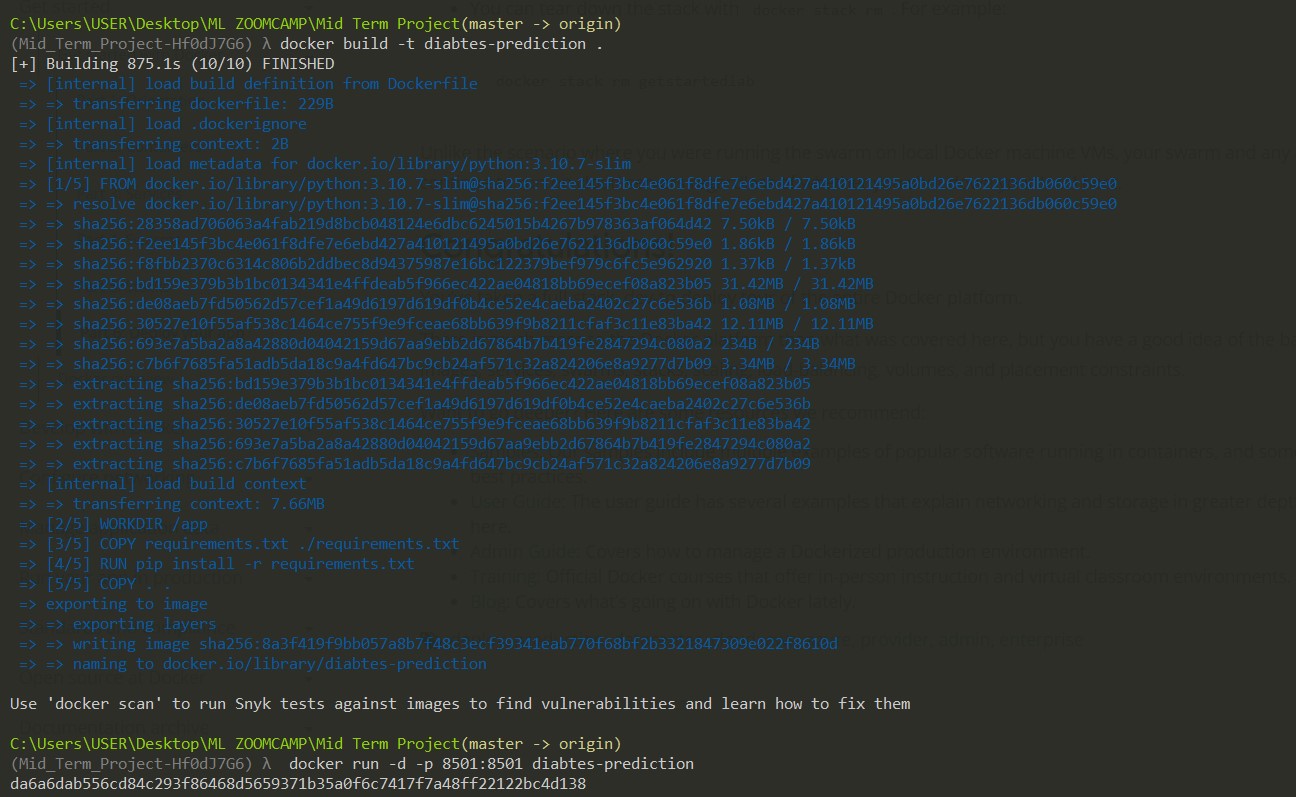 C:\Users\USER\Desktop\ML ZOOMCAMP\Mid Term Project(master -> origin)
(Mid_Term_Project-Hf0dJ7G6) λ docker build -t diabtes-prediction .
[+] Building 875.1s (10/10) FINISHED
=> [internal] load build definition from Dockerfile
=> => transferring dockerfile: 229B
=> [internal] load .dockerignore
=> => transferring context: 2B
=> [internal] load metadata for docker.io/library/python:3.10.7-slim
=> [1/5] FROM docker.io/library/python:3.10.7-slim@sha256:f2ee145f3bc4e061f8dfe7e6ebd427a410121495a0bd26e7622136db060c59e0
=> => resolve docker.io/library/python:3.10.7-slim@sha256:f2ee145f3bc4e061f8dfe7e6ebd427a410121495a0bd26e7622136db060c59e0
=> => sha256:28358ad706063a4fab219d8bcb048124e6dbc6245015b4267b978363af064d42 7.50kB / 7.50kB
=> => sha256:f2ee145f3bc4e061f8dfe7e6ebd427a410121495a0bd26e7622136db060c59e0 1.86kB / 1.86kB
=> => sha256:f8fbb2370c6314c806b2ddbec8d94375987e16bc122379bef979c6fc5e962920 1.37kB / 1.37kB
=> => sha256:bd159e379b3b1bc0134341e4ffdeab5f966ec422ae04818bb69ecef08a823b05 31.42MB / 31.42MB
=> => sha256:de08aeb7fd50562d57cef1a49d6197d619df0b4ce52e4caeba2402c27c6e536b 1.08MB / 1.08MB
=> => sha256:30527e10f55af538c1464ce755f9e9fceae68bb639f9b8211cfaf3c11e83ba42 12.11MB / 12.11MB
=> => sha256:693e7a5ba2a8a42880d04042159d67aa9ebb2d67864b7b419fe2847294c080a2 234B / 234B
=> => sha256:c7b6f7685fa51adb5da18c9a4fd647bc9cb24af571c32a824206e8a9277d7b09 3.34MB / 3.34MB
=> => extracting sha256:bd159e379b3b1bc0134341e4ffdeab5f966ec422ae04818bb69ecef08a823b05
=> => extracting sha256:de08aeb7fd50562d57cef1a49d6197d619df0b4ce52e4caeba2402c27c6e536b
=> => extracting sha256:30527e10f55af538c1464ce755f9e9fceae68bb639f9b8211cfaf3c11e83ba42
=> => extracting sha256:693e7a5ba2a8a42880d04042159d67aa9ebb2d67864b7b419fe2847294c080a2
=> => extracting sha256:c7b6f7685fa51adb5da18c9a4fd647bc9cb24af571c32a824206e8a9277d7b09
=> [internal] load build context
=> => transferring context: 7.66MB
=> [2/5] WORKDIR /app
=> [3/5] COPY requirements.txt ./requirements.txt
=> [4/5] RUN pip install -r requirements.txt
=> [5/5] COPY . .
=> exporting to image
=> => exporting layers
=> => writing image sha256:8a3f419f9bb057a8b7f48c3ecf39341eab770f68bf2b3321847309e022f8610d
=> => naming to docker.io/library/diabtes-prediction
Use 'docker scan' to run Snyk tests against images to find vulnerabilities and learn how to fix them
C:\Users\USER\Desktop\ML ZOOMCAMP\Mid Term Project(master -> origin)
(Mid_Term_Project-Hf0dJ7G6) λ  docker run -d -p 8501:8501 diabtes-prediction
da6a6dab556cd84c293f86468d5659371b35a0f6c7417f7a48ff22122bc4d138